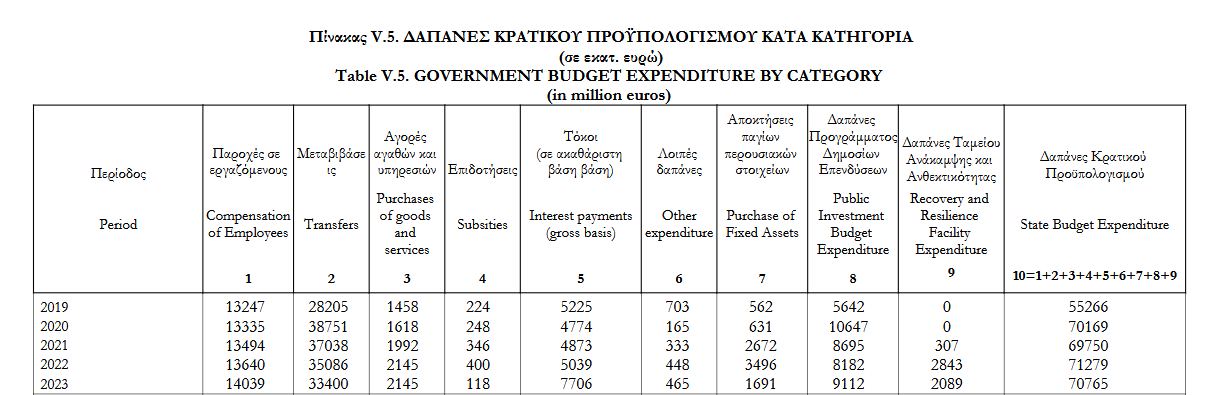 Πίνακας V.5. ΔΑΠΑΝΕΣ ΚΡΑΤΙΚΟΥ ΠΡΟΫΠΟΛΟΓΙΣΜΟΥ ΚΑΤΑ ΚΑΤΗΓΟΡΙΑ
(σε εκατ. ευρώ)
Table V.5. GOVERNMENT BUDGET EXPENDITURE BY CATEGORY
(in million euros)
Περίοδος
Period
Παροχές σε
εργαζόμενους
Compensation
of Employees
1
Μεταβιβάσε
ις
Transfers
2
Αγορές
αγαθών και
υπηρεσιών
Purchases
of goods
and
services
3
Επιδοτήσεις
Subsities
4
Τόκοι
(σε ακαθάριστη
βάση βάση)
Interest payments
(gross basis)
5
Λοιπές
δαπάνες
Other
expenditure
6
Αποκτήσεις
παγίων
περουσιακών
στοιχείων
Purchase of
Fixed Assets
7
Δαπάνες
Προγράμματος
Δημοσίων
Επενδύσεων
Public
Investment
Budget
Expenditure
8
Δαπάνες Ταμείου
Ανάκαμψης και
Ανθεκτικότητας
Recovery and
Resilience
Facility
Expenditure
9
Δαπάνες Κρατικού
Προϋπολογισμού
State Budget Expenditure
10=1+2+3+4+5+6+7+8+9
2019 13247 28205 1458 224 5225 703 562 5642 0 55266
2020 13335 38751 1618 248 4774 165 631 10647 0 70169
2021 13494 37038 1992 346 4873 333 2672 8695 307 69750
2022 13640 35086 2145 400 5039 448 3496 8182 2843 71279
2023 14039 33400 2145 118 7706 465 1691 9112 2089 70765